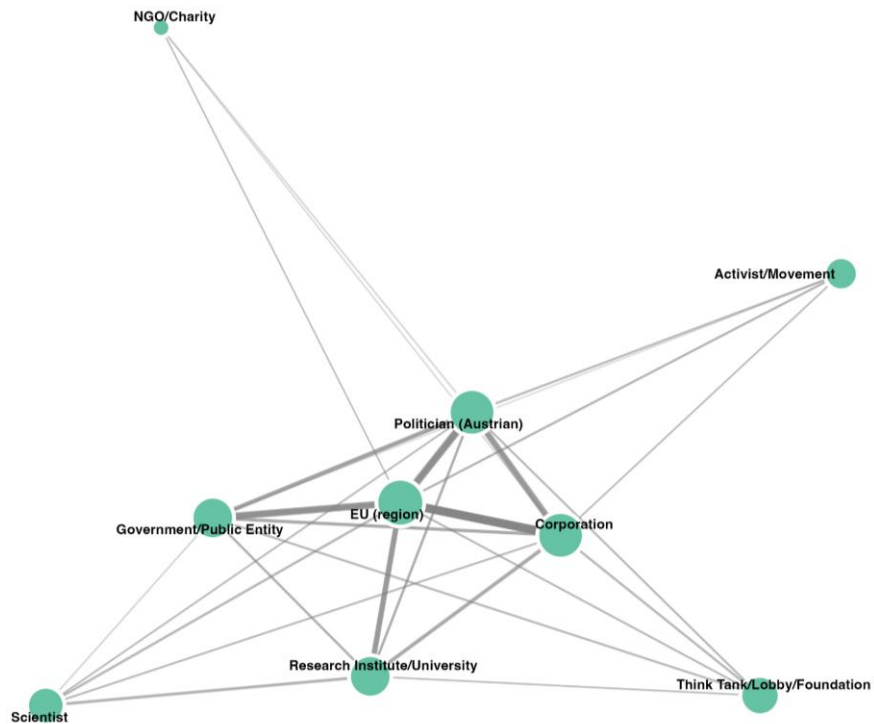 NGO/Charity
Activist/Movement
Politician (Austrian)
EU (region)
Corporation
Government/Public Entity
Research Institute/University
Think Tank/Lobby/Foundation
Scientist